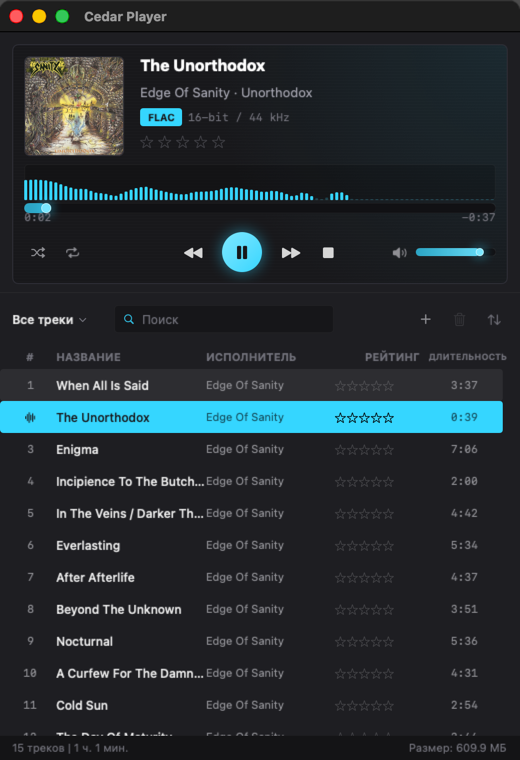 Cedar Player
The Unorthodox
Edge Of Sanity · Unorthodox
FLAC 16-bit / 44 kHz
0:02 -0:37
Все треки Поиск
# НАЗВАНИЕ ИСПОЛНИТЕЛЬ РЕЙТИНГ ДЛИТЕЛЬНОСТЬ
1 When All Is Said Edge Of Sanity 3:37
The Unorthodox Edge Of Sanity 0:39
3 Enigma Edge Of Sanity 7:06
4 Incipience To The Butch... Edge Of Sanity 2:00
5 In The Veins / Darker Th... Edge Of Sanity 4:42
6 Everlasting Edge Of Sanity 5:34
7 After Afterlife Edge Of Sanity 4:37
8 Beyond The Unknown Edge Of Sanity 3:51
9 Nocturnal Edge Of Sanity 5:36
10 A Curfew For The Damn... Edge Of Sanity 4:31
11 Cold Sun Edge Of Sanity 2:54
12 The Day Of Maturity
15 треков | 1 ч. 1 мин. Размер: 609.9 МБ